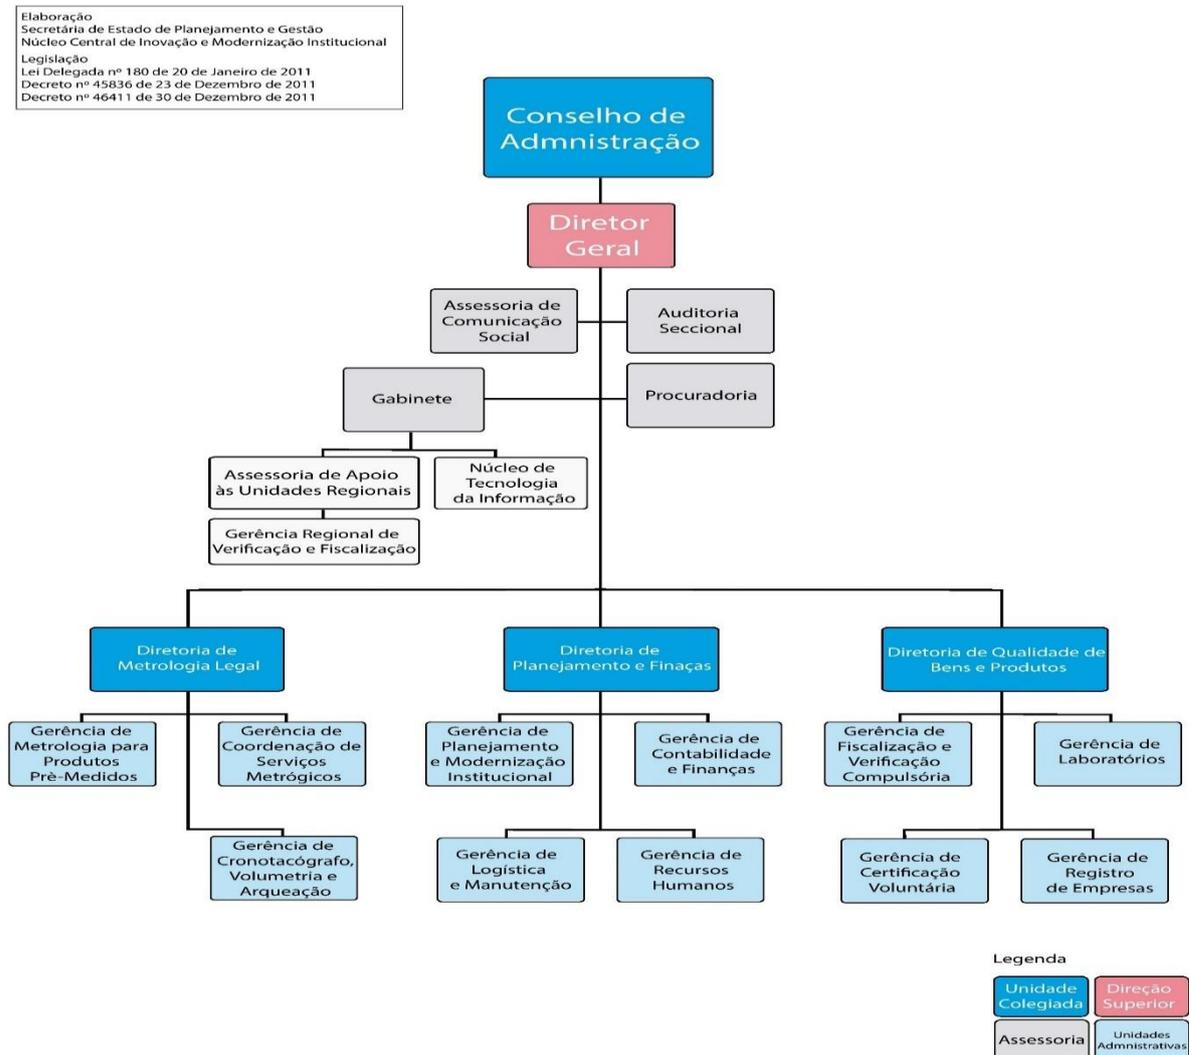 Elaboração
Secretária de Estado de Planejamento e Gestão
Núcleo Central de Inovação e Modernização Institucional
Legislação
Lei Delegada nº 180 de 20 de Janeiro de 2011
Decreto nº 45836 de 23 de Dezembro de 2011
Decreto nº 46411 de 30 de Dezembro de 2011
Conselho de
Admnistração
Diretor
Geral
Assessoria de
Comunicação
Social
Auditoria
Seccional
Gabinete
Procuradoria
Assessoria de Apoio
às Unidades Regionais
Núcleo de
Tecnologia
da Informação
Gerência Regional de
Verificação e Fiscalização
Diretoria de
Metrologia Legal
Diretoria de
Planejamento e Finaças
Diretoria de Qualidade de
Bens e Produtos
Gerência de
Metrologia para
Produtos
Prè-Medidos
Gerência de
Coordenação de
Serviços
Metrógicos
Gerência de
Planejamento
e Modernização
Institucional
Gerência de
Contabilidade
e Finanças
Gerência de
Fiscalização e
Verificação
Compulsória
Gerência de
Laboratórios
Gerência de
Cronotacógrafo,
Volumetria e
Arqueação
Gerência de
Logística
e Manutenção
Gerência de
Recursos
Humanos
Gerência de
Certificação
Voluntária
Gerência de
Registro
de Empresas
Legenda
Unidade
Colegiada
Direção
Superior
Assessoria
Unidades
Admnistrativas